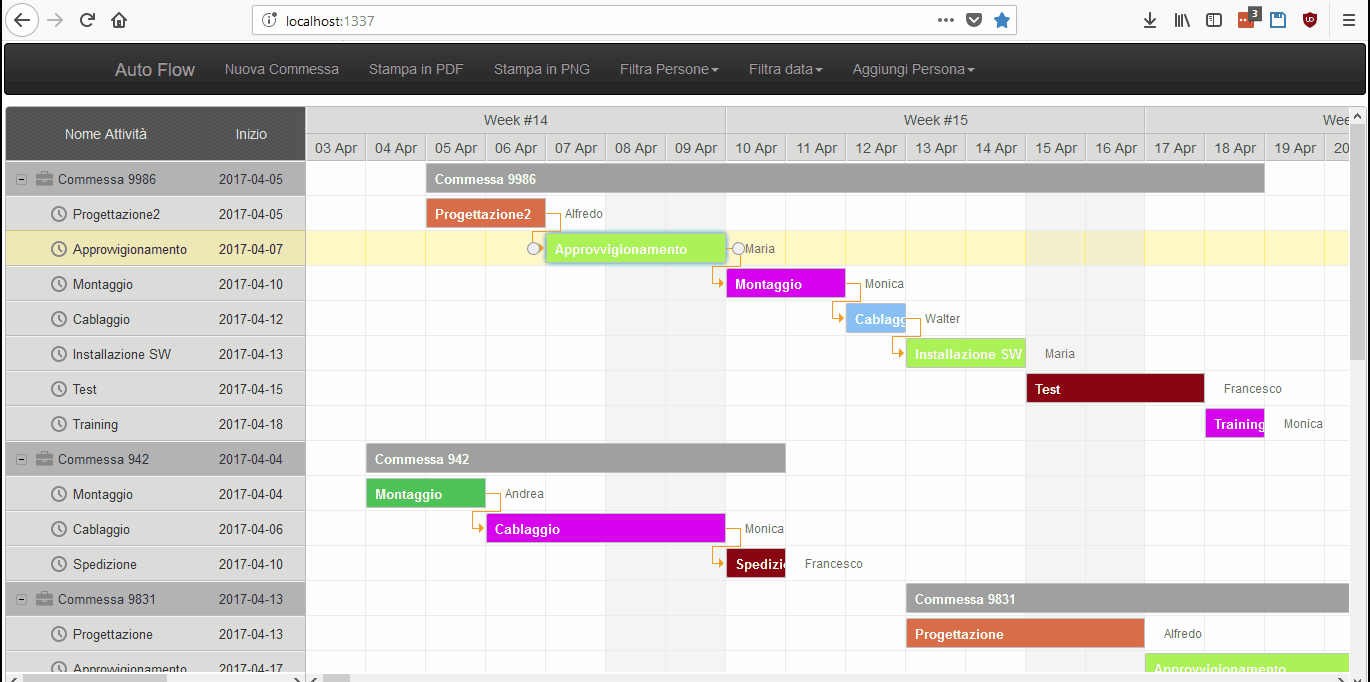 localhost:1337
3
Auto Flow Nuova Commessa Stampa in PDF Stampa in PNG Filtra Persone Filtra data Aggiungi Persona
Nome Attività Inizio Week #14 Week #15 Wee
03 Apr 04 Apr 05 Apr 06 Apr 07 Apr 08 Apr 09 Apr 10 Apr 11 Apr 12 Apr 13 Apr 14 Apr 15 Apr 16 Apr 17 Apr 18 Apr 19 Apr 20
Commessa 9986 2017-04-05 Commessa 9986
Progettazione2 2017-04-05 Progettazione2 Alfredo
Approvvigionamento 2017-04-07 Approvvigionamento Maria
Montaggio 2017-04-10 Montaggio Monica
Cablaggio 2017-04-12 Cablagg Walter
Installazione SW 2017-04-13 Installazione SW Maria
Test 2017-04-15 Test Francesco
Training 2017-04-18 Training Monica
Commessa 942 2017-04-04 Commessa 942
Montaggio 2017-04-04 Montaggio Andrea
Cablaggio 2017-04-06 Cablaggio Monica
Spedizione 2017-04-10 Spedizi Francesco
Commessa 9831 2017-04-13 Commessa 9831
Progettazione 2017-04-13 Progettazione Alfredo
Approvvigionamento 2017-04-17 Approvvigionamento